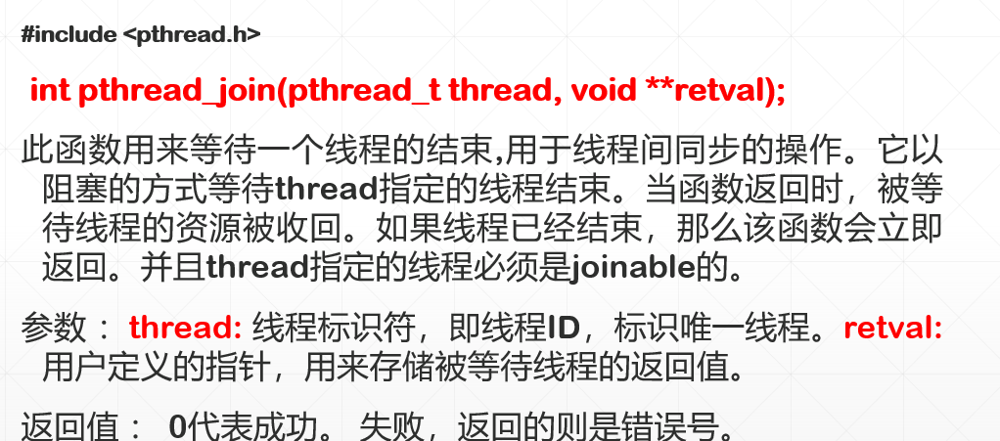 #include <pthread.h>
int pthread_join(pthread_t thread, void **retval);
此函数用来等待一个线程的结束,用于线程间同步的操作。它以
阻塞的方式等待thread指定的线程结束。当函数返回时，被等
待线程的资源被收回。如果线程已经结束，那么该函数会立即
返回。并且thread指定的线程必须是joinable的。
参数 ：thread: 线程标识符，即线程ID，标识唯一线程。retval:
用户定义的指针，用来存储被等待线程的返回值。
返回值 ： 0代表成功。 失败，返回的则是错误号。